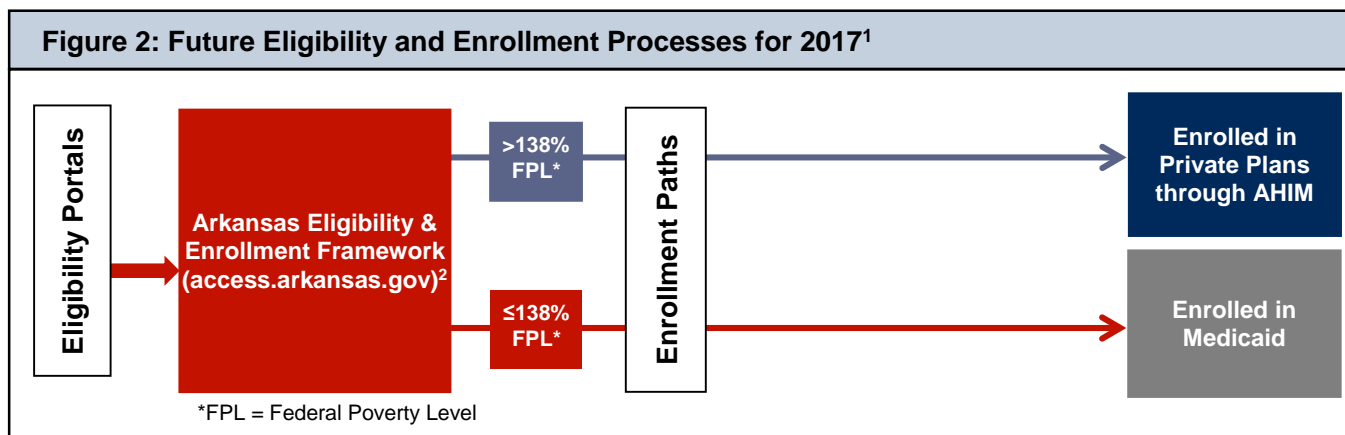 Figure 2: Future Eligibility and Enrollment Processes for 2017¹
Eligibility Portals
Arkansas Eligibility &
Enrollment Framework
(access.arkansas.gov)²
>138%
FPL*
≤138%
FPL*
Enrollment Paths
Enrolled in
Private Plans
through AHIM
Enrolled in
Medicaid
*FPL = Federal Poverty Level